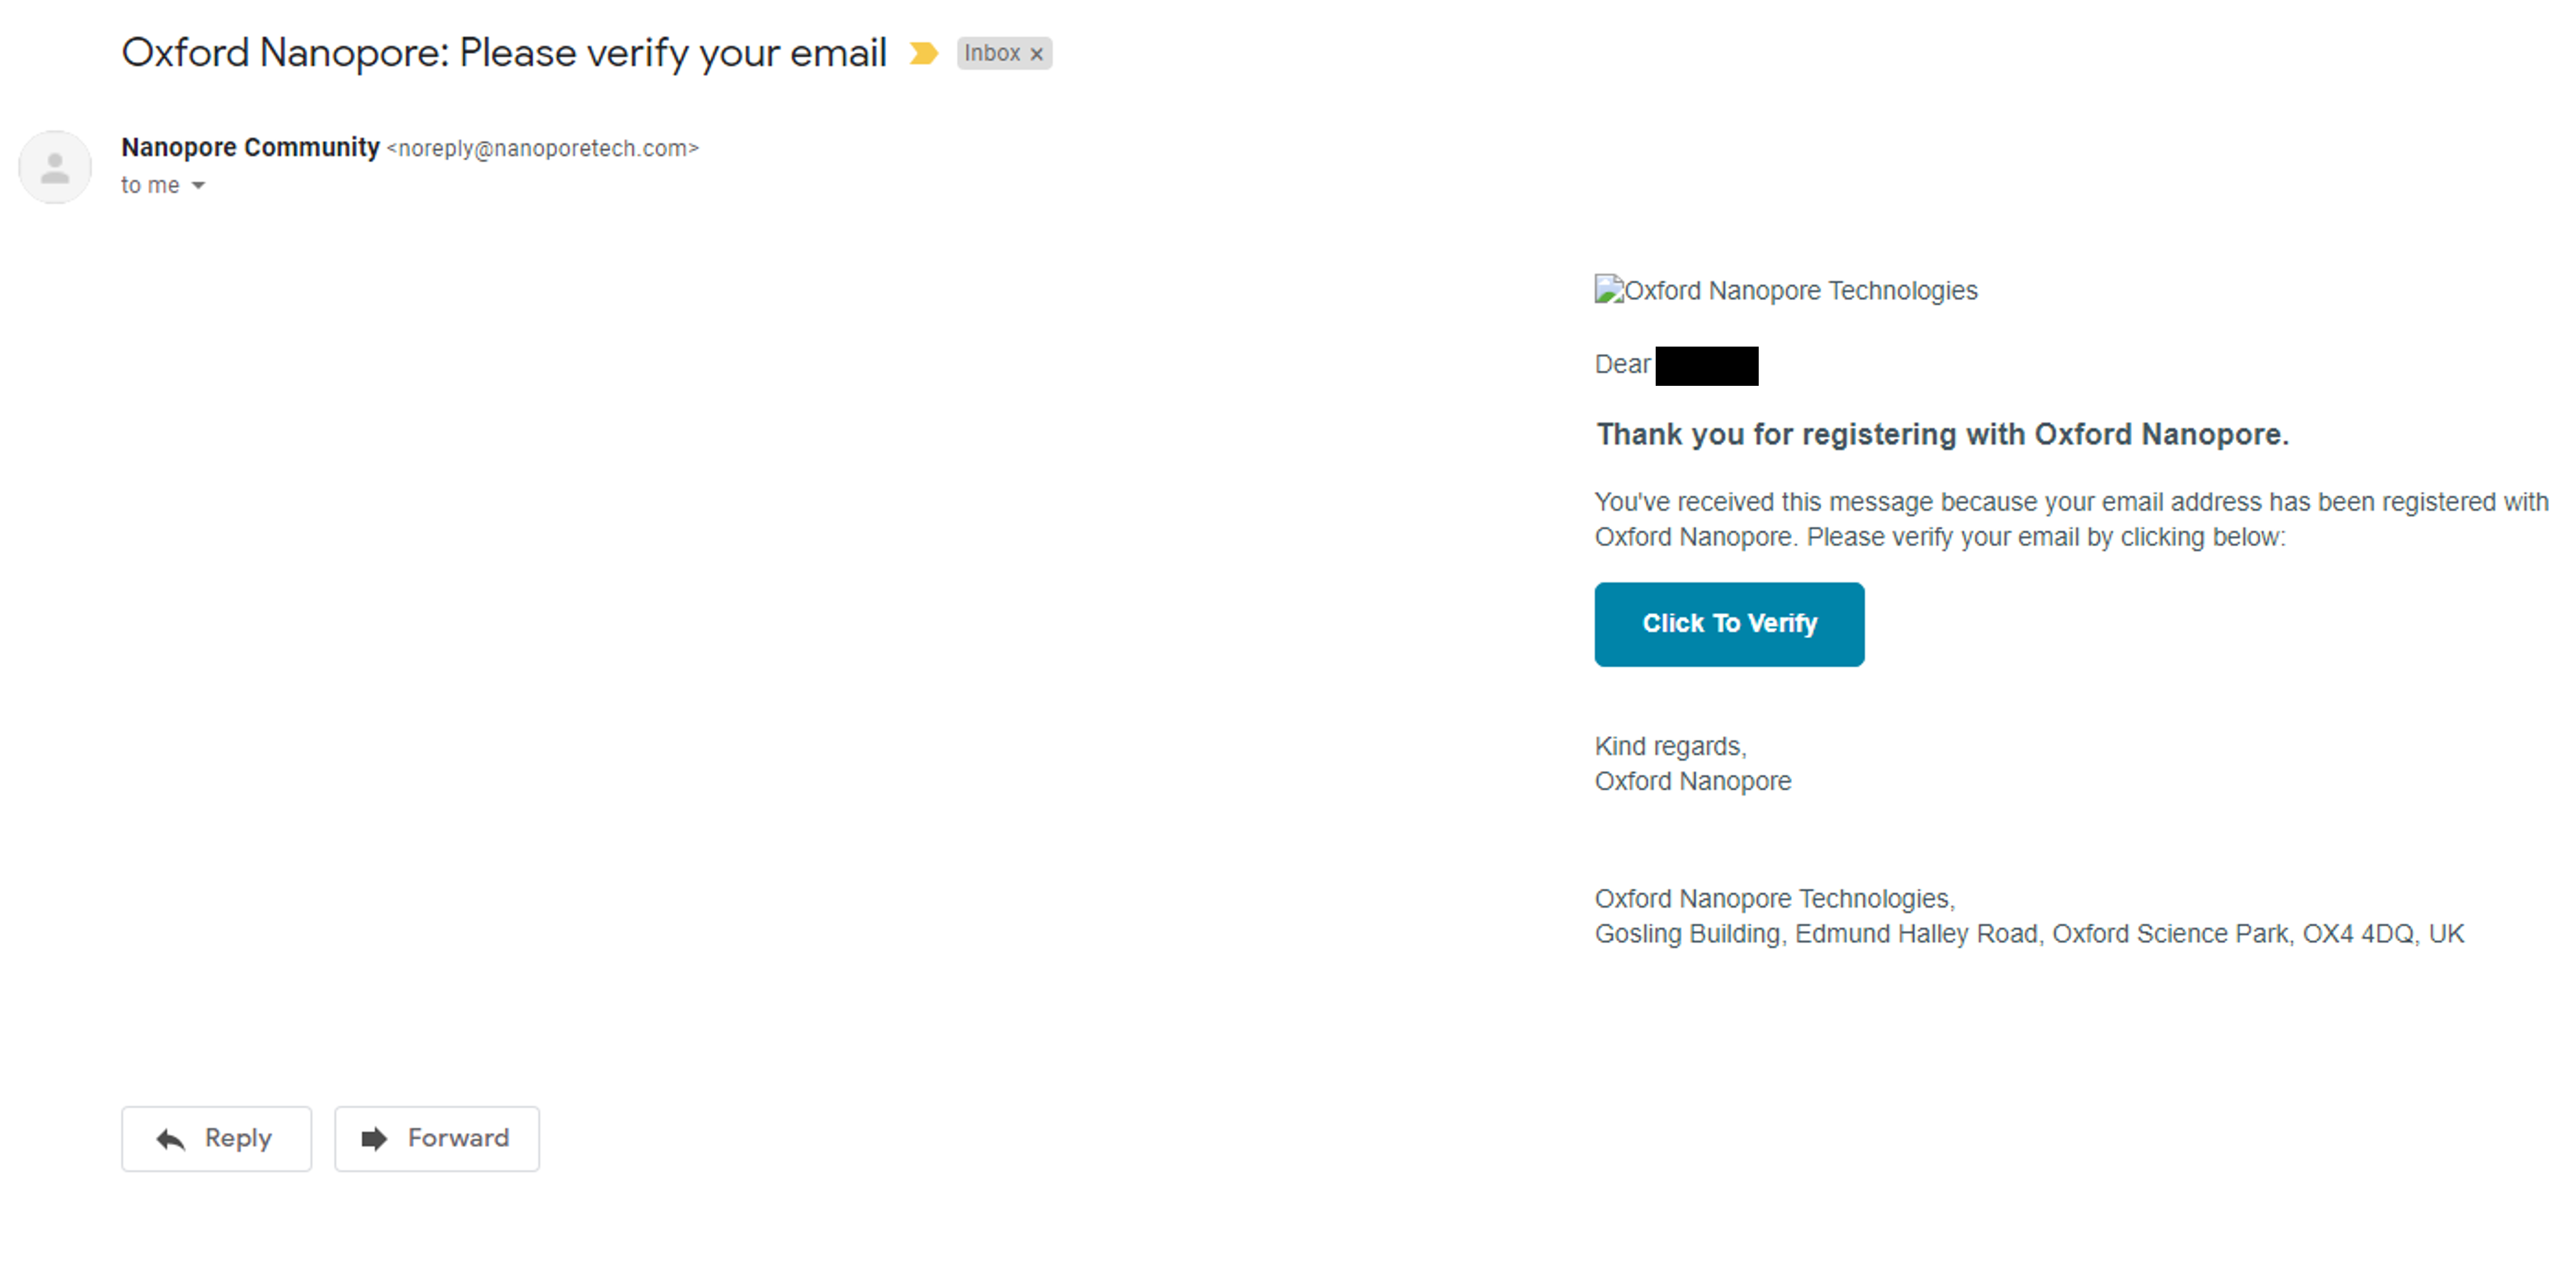 Oxford Nanopore: Please verify your email
Inbox x
Nanopore Community <noreply@nanoporetech.com>
to me
Oxford Nanopore Technologies
Dear
Thank you for registering with Oxford Nanopore.
You've received this message because your email address has been registered with
Oxford Nanopore. Please verify your email by clicking below:
Click To Verify
Kind regards,
Oxford Nanopore
Oxford Nanopore Technologies,
Gosling Building, Edmund Halley Road, Oxford Science Park, OX4 4DQ, UK
Reply
Forward